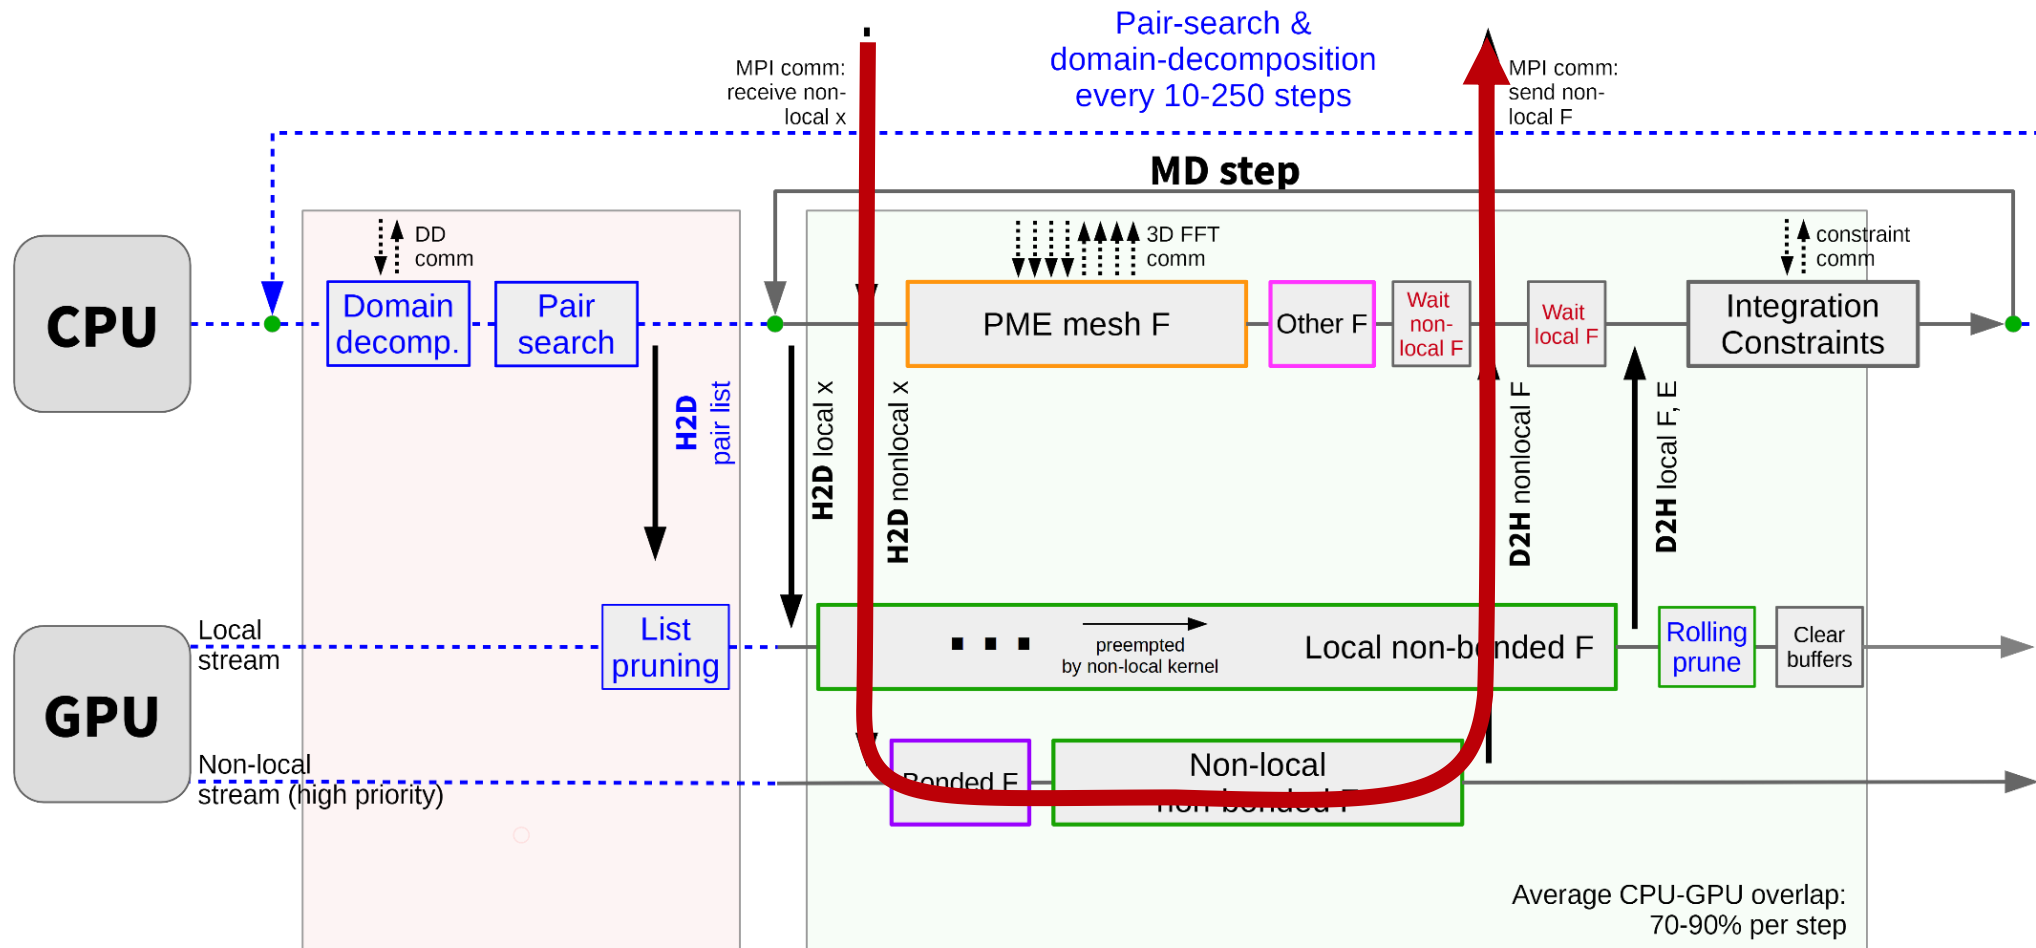 Pair-search &
domain-decomposition
every 10-250 steps
MPI comm:
receive non-
local x
MPI comm:
send non-
local F
MD step
DD
comm
3D FFT
comm
constraint
comm
CPU
Domain
decomp.
Pair
search
PME mesh F
Other F
Wait
non-
local F
Wait
local F
Integration
Constraints
H2D
pair list
H2D local x
H2D nonlocal x
D2H nonlocal F
D2H local F, E
GPU
Local
stream
List
pruning
...
preempted
by non-local kernel
Local non-bonded F
Rolling
prune
Clear
buffers
Non-local
stream (high priority)
Bonded F
Non-local
non-bonded F
Average CPU-GPU overlap:
70-90% per step